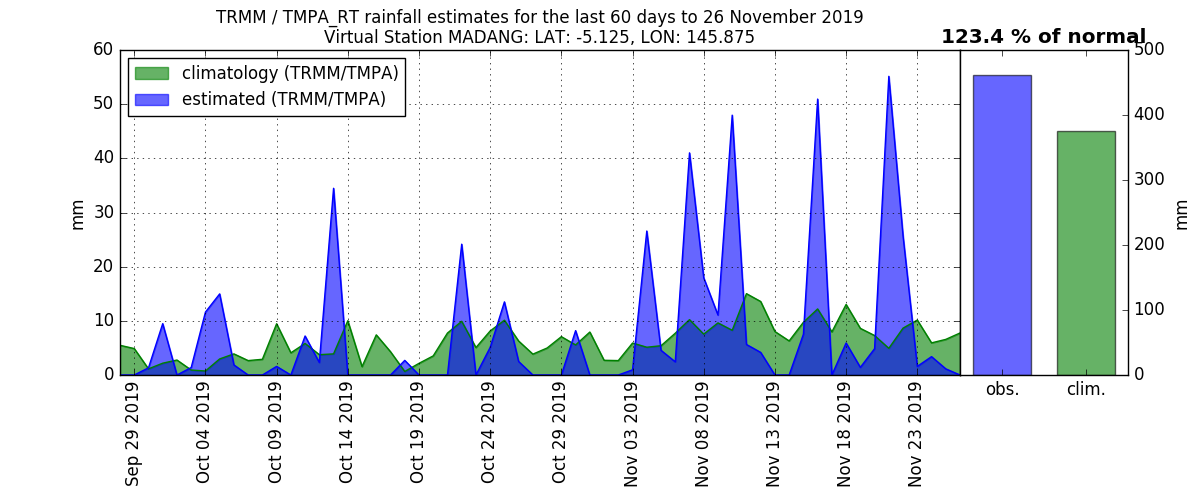 TRMM / TMPA_RT rainfall estimates for the last 60 days to 26 November 2019
Virtual Station MADANG: LAT: -5.125, LON: 145.875
123.4 % of normal
climatology (TRMM/TMPA)
estimated (TRMM/TMPA)
mm
60
50
40
30
20
10
0
Sep 29 2019
Oct 04 2019
Oct 09 2019
Oct 14 2019
Oct 19 2019
Oct 24 2019
Oct 29 2019
Nov 03 2019
Nov 08 2019
Nov 13 2019
Nov 18 2019
Nov 23 2019
obs.
clim.
500
400
300
200
100
0
mm